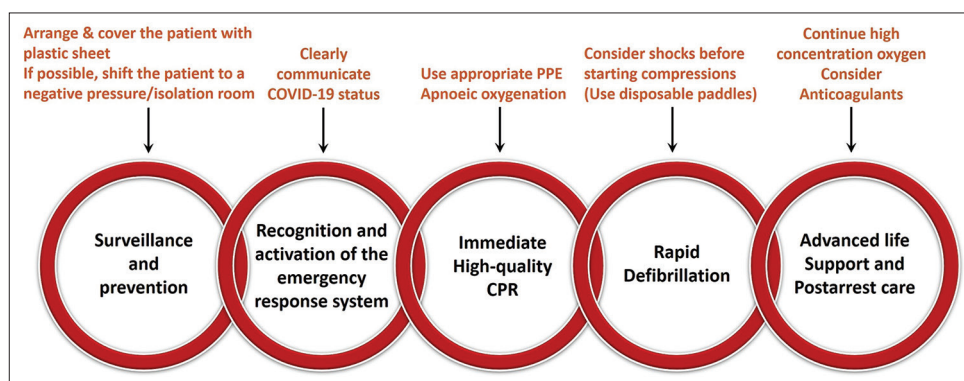 Arrange & cover the patient with
plastic sheet
If possible, shift the patient to a
negative pressure/isolation room
Clearly
communicate
COVID-19 status
Use appropriate PPE
Apnoeic oxygenation
Consider shocks before
starting compressions
(Use disposable paddles)
Continue high
concentration oxygen
Consider
Anticoagulants
Surveillance
and
prevention
Recognition and
activation of the
emergency
response system
Immediate
High-quality
CPR
Rapid
Defibrillation
Advanced life
Support and
Postarrest care